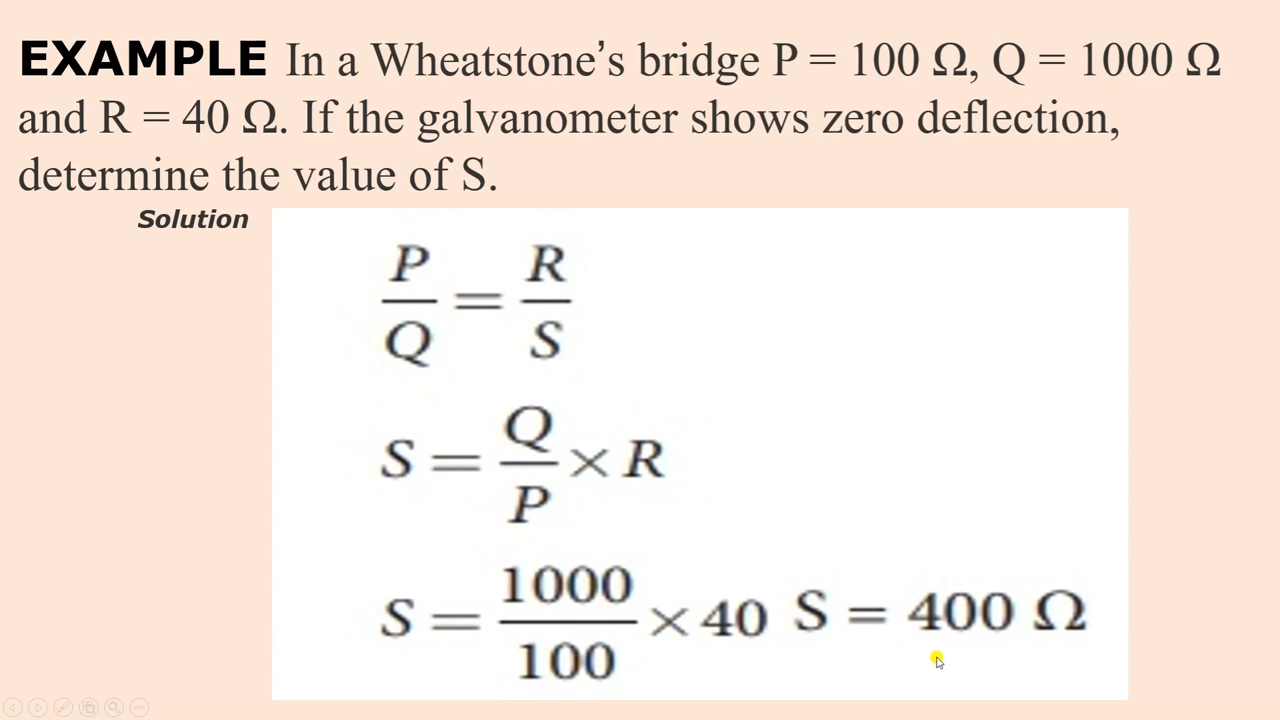 EXAMPLE In a Wheatstone’s bridge P = 100 Ω, Q = 1000 Ω
and R = 40 Ω. If the galvanometer shows zero deflection,
determine the value of S.
Solution
P/Q = R/S
S = Q/P × R
S = 1000/100 × 40 S = 400 Ω